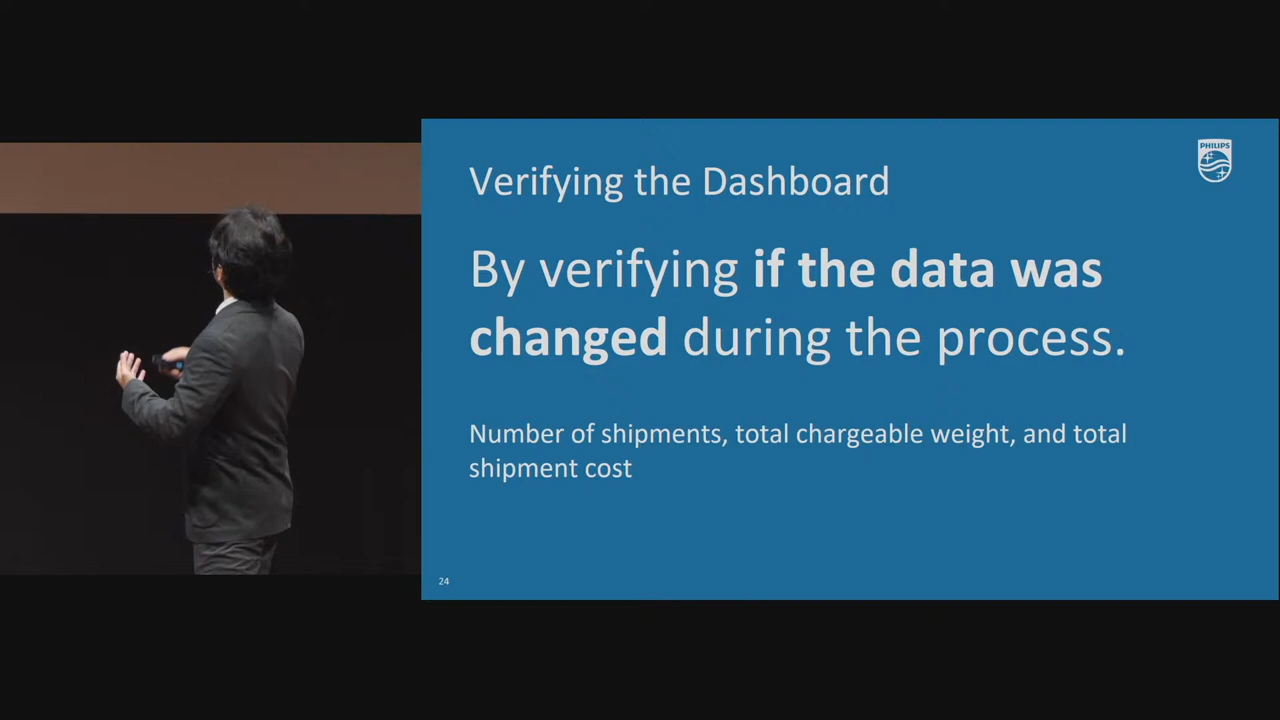 PHILIPS
Verifying the Dashboard
By verifying if the data was
changed during the process.
Number of shipments, total chargeable weight, and total
shipment cost
24